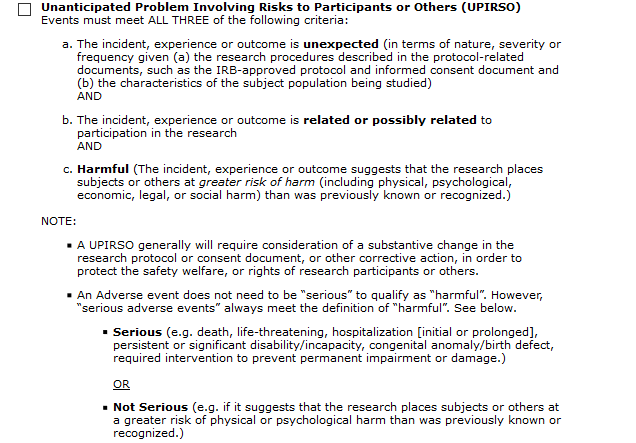 Unanticipated Problem Involving Risks to Participants or Others (UPIRSO)
Events must meet ALL THREE of the following criteria:
a. The incident, experience or outcome is unexpected (in terms of nature, severity or
frequency given (a) the research procedures described in the protocol-related
documents, such as the IRB-approved protocol and informed consent document and
(b) the characteristics of the subject population being studied)
AND
b. The incident, experience or outcome is related or possibly related to
participation in the research
AND
c. Harmful (The incident, experience or outcome suggests that the research places
subjects or others at greater risk of harm (including physical, psychological,
economic, legal, or social harm) than was previously known or recognized.)
NOTE:
▪ A UPIRSO generally will require consideration of a substantive change in the
research protocol or consent document, or other corrective action, in order to
protect the safety welfare, or rights of research participants or others.
▪ An Adverse event does not need to be “serious” to qualify as “harmful”. However,
“serious adverse events” always meet the definition of “harmful”. See below.
▪ Serious (e.g. death, life-threatening, hospitalization [initial or prolonged],
persistent or significant disability/incapacity, congenital anomaly/birth defect,
required intervention to prevent permanent impairment or damage.)
OR
▪ Not Serious (e.g. if it suggests that the research places subjects or others at
a greater risk of physical or psychological harm than was previously known or
recognized.)